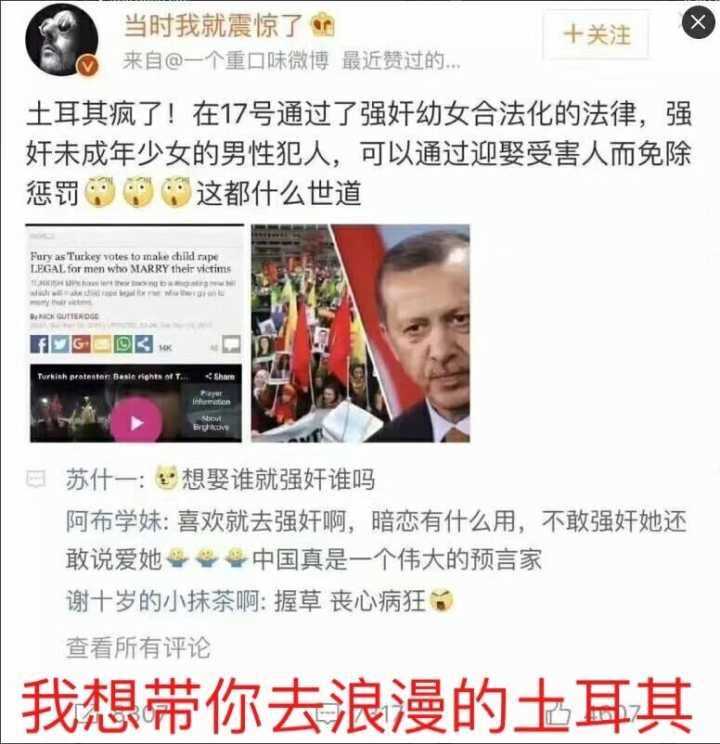 当时我就震惊了
+关注
来自@一个重口味微博 最近赞过的...
土耳其疯了！在17号通过了强奸幼女合法化的法律，强
奸未成年少女的男性犯人，可以通过迎娶受害人而免除
惩罚 这都什么世道
Fury as Turkey votes to make child rape
LEGAL for men who MARRY their victims
TURKISH MPs have lent their backing to a disgusting new bill
which will make child rape legal for men who then go on to
marry their victims.
By NICK GUTTERIDGE
14K
Turkish protester: Basic rights of T...
Share
Player
Information
About
Brightcove
苏什一: 想娶谁就强奸谁吗
阿布学妹: 喜欢就去强奸啊，暗恋有什么用，不敢强奸她还
敢说爱她 中国真是一个伟大的预言家
谢十岁的小抹茶啊: 握草 丧心病狂
查看所有评论
我想带你去浪漫的土耳其